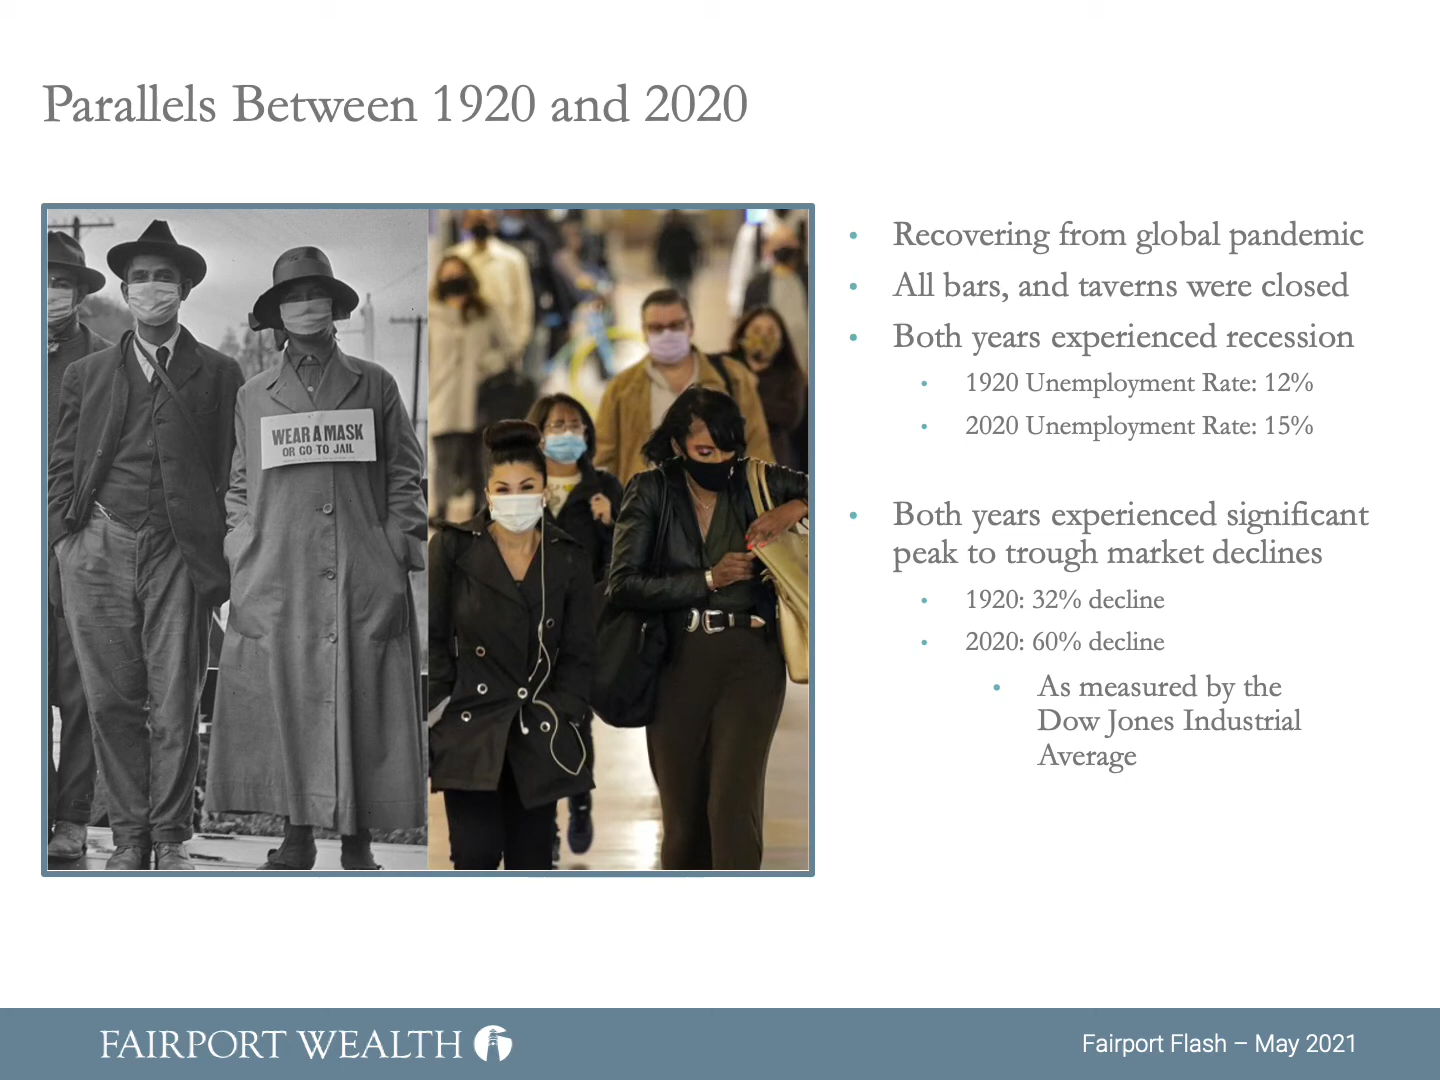 Parallels Between 1920 and 2020
WEAR A MASK
OR GO TO JAIL
• Recovering from global pandemic
• All bars, and taverns were closed
• Both years experienced recession
• 1920 Unemployment Rate: 12%
• 2020 Unemployment Rate: 15%
• Both years experienced significant
peak to trough market declines
• 1920: 32% decline
• 2020: 60% decline
• As measured by the
Dow Jones Industrial
Average
FAIRPORT WEALTH
Fairport Flash – May 2021